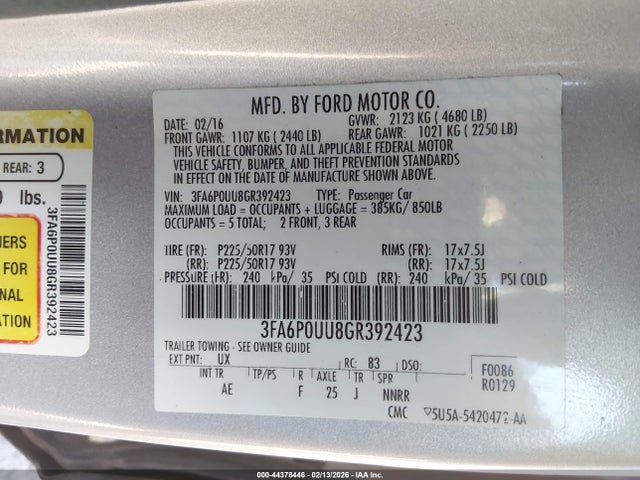 MFD. BY FORD MOTOR CO.
DATE: 02/16 GVWR: 2123 KG ( 4680 LB)
FRONT GAWR: 1107 KG ( 2440 LB) REAR GAWR: 1021 KG ( 2250 LB)
THIS VEHICLE CONFORMS TO ALL APPLICABLE FEDERAL MOTOR
VEHICLE SAFETY, BUMPER, AND THEFT PREVENTION STANDARDS
IN EFFECT ON THE DATE OF MANUFACTURE SHOWN ABOVE
VIN: 3FA6P0UU8GR392423 TYPE: Passenger Car
MAXIMUM LOAD = OCCUPANTS + LUGGAGE = 385KG/ 850LB
OCCUPANTS = 5 TOTAL; 2 FRONT, 3 REAR
TIRE (FR): P225/50R17 93V RIMS (FR): 17x7.5J
(RR): P225/50R17 93V (RR): 17x7.5J
PRESSURE (FR): 240 kPa/ 35 PSI COLD (RR): 240 kPa/ 35 PSI COLD
3FA6P0UU8GR392423
TRAILER TOWING - SEE OWNER GUIDE
EXT PNT: UX RC: 83 DSO: F0086
INT TR TP/PS R AXLE TR SPR R0129
AE F 25 J NNRR
CMC 5U5A-5420472-AA
RMATION
REAR: 3
lbs.
3FA6P0UU8GR392423
IERS
FOR
NAL
ATION
000-44378446 - 02/13/2026 - IAA Inc.